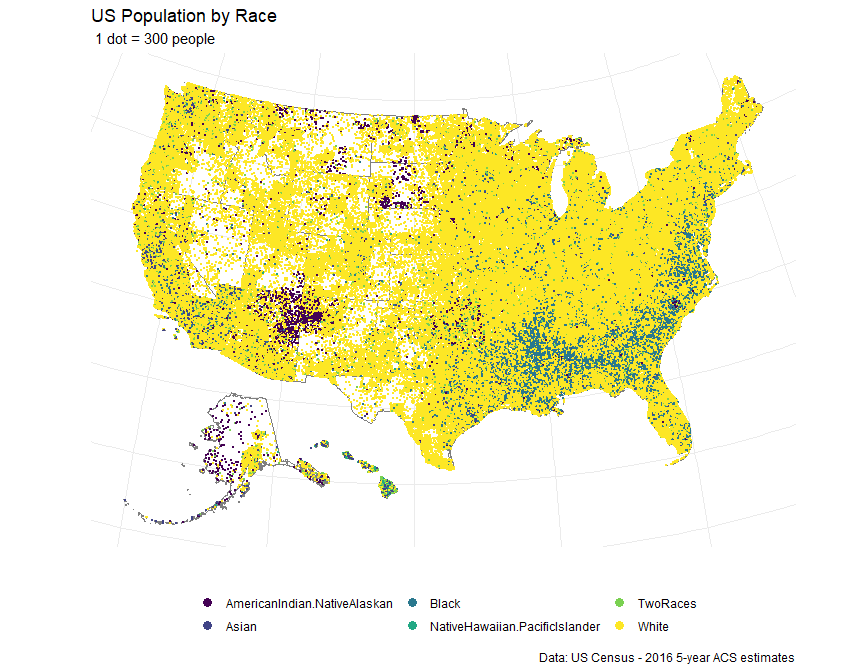 US Population by Race
1 dot = 300 people
AmericanIndian.NativeAlaskan Black TwoRaces
Asian NativeHawaiian.PacificIslander White
Data: US Census - 2016 5-year ACS estimates